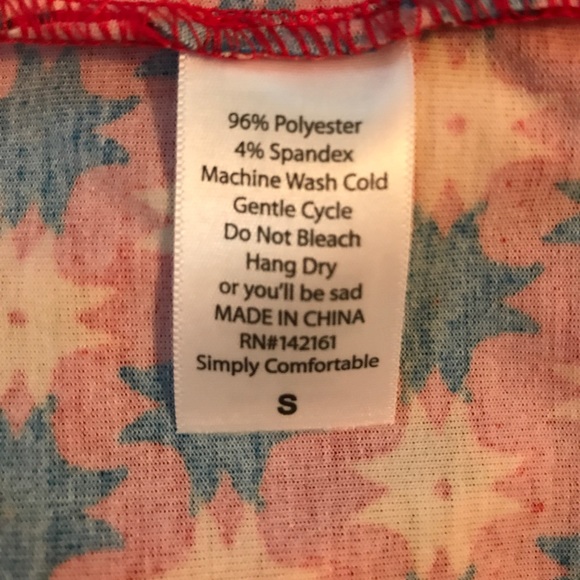 96% Polyester
4% Spandex
Machine Wash Cold
Gentle Cycle
Do Not Bleach
Hang Dry
or you'll be sad
MADE IN CHINA
RN#142161
Simply Comfortable
S